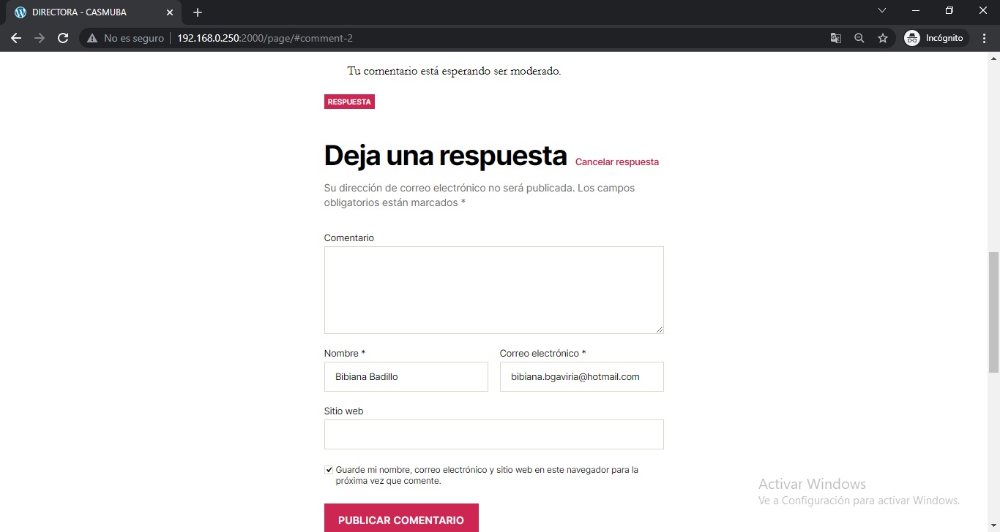 DIRECTORA - CASMUBA
No es seguro 192.168.0.250:2000/page/#comment-2 Incógnito
Tu comentario está esperando ser moderado.
RESPUESTA
Deja una respuesta Cancelar respuesta
Su dirección de correo electrónico no será publicada. Los campos
obligatorios están marcados *
Comentario
Nombre * Correo electrónico *
Bibiana Badillo bibiana.bgaviria@hotmail.com
Sitio web
Guarde mi nombre, correo electrónico y sitio web en este navegador para la
próxima vez que comente.
Activar Windows
Ve a Configuración para activar Windows.
PUBLICAR COMENTARIO